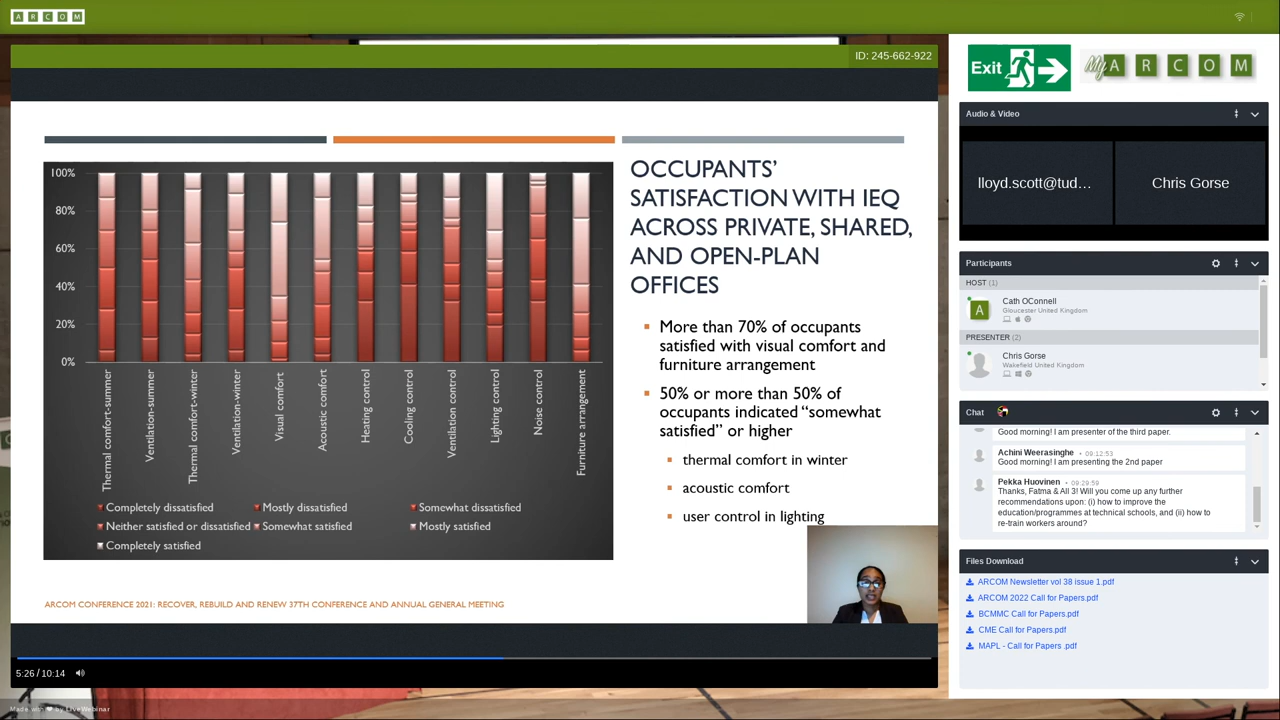 ARCOM
ID: 245-662-922
OCCUPANTS'
SATISFACTION WITH IEQ
ACROSS PRIVATE, SHARED,
AND OPEN-PLAN
OFFICES
More than 70% of occupants
satisfied with visual comfort and
furniture arrangement
50% or more than 50% of
occupants indicated “somewhat
satisfied” or higher
thermal comfort in winter
acoustic comfort
user control in lighting
100%
80%
60%
40%
20%
0%
Thermal comfort-summer
Ventilation-summer
Thermal comfort-winter
Ventilation-winter
Visual comfort
Acoustic comfort
Heating control
Cooling control
Ventilation control
Lighting control
Noise control
Furniture arrangement
Completely dissatisfied
Mostly dissatisfied
Somewhat dissatisfied
Neither satisfied or dissatisfied
Somewhat satisfied
Mostly satisfied
Completely satisfied
ARCOM CONFERENCE 2021: RECOVER, REBUILD AND RENEW 37TH CONFERENCE AND ANNUAL GENERAL MEETING
5:26 / 10:14
Made with ❤ by LiveWebinar
Exit
My ARCOM
Audio & Video
lloyd.scott@tud...
Chris Gorse
Participants
HOST (1)
A
Cath OConnell
Gloucester United Kingdom
PRESENTER (2)
Chris Gorse
Wakefield United Kingdom
Chat
Good morning! I am presenter of the third paper.
Achini Weerasinghe • 09:12:53
Good morning! I am presenting the 2nd paper
Pekka Huovinen • 09:29:59
Thanks, Fatma & All 3! Will you come up any further
recommendations upon: (i) how to improve the
education/programmes at technical schools, and (ii) how to
re-train workers around?
Files Download
ARCOM Newsletter vol 38 issue 1.pdf
ARCOM 2022 Call for Papers.pdf
BCMMC Call for Papers.pdf
CME Call for Papers.pdf
MAPL - Call for Papers .pdf